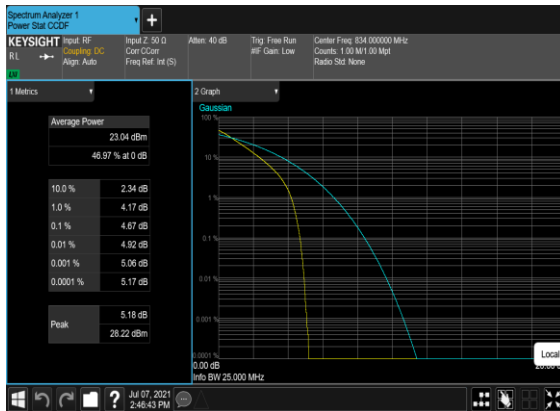 Spectrum Analyzer 1
Power Stat CCDF
KEYSIGHT
Input: RF
Input Z: 50 Ω
Atten: 40 dB
Trig: Free Run
Center Freq: 834.000000 MHz
RL
Coupling: DC
Corr CCorr
#IF Gain: Low
Counts: 1.00 M/1.00 Mpt
Align: Auto
Freq Ref: Int (S)
Radio Std: None
1 Metrics
2 Graph
Gaussian
Average Power
23.04 dBm
46.97 % at 0 dB
10.0 % 2.34 dB
1.0 % 4.17 dB
0.1 % 4.67 dB
0.01 % 4.92 dB
0.001 % 5.06 dB
0.0001 % 5.17 dB
Peak
5.18 dB
28.22 dBm
100 %
10 %
1 %
0.1 %
0.01 %
0.001 %
0.0001 %
0.00 dB
Info BW 25.000 MHz
Local
Jul 07, 2021
2:46:43 PM